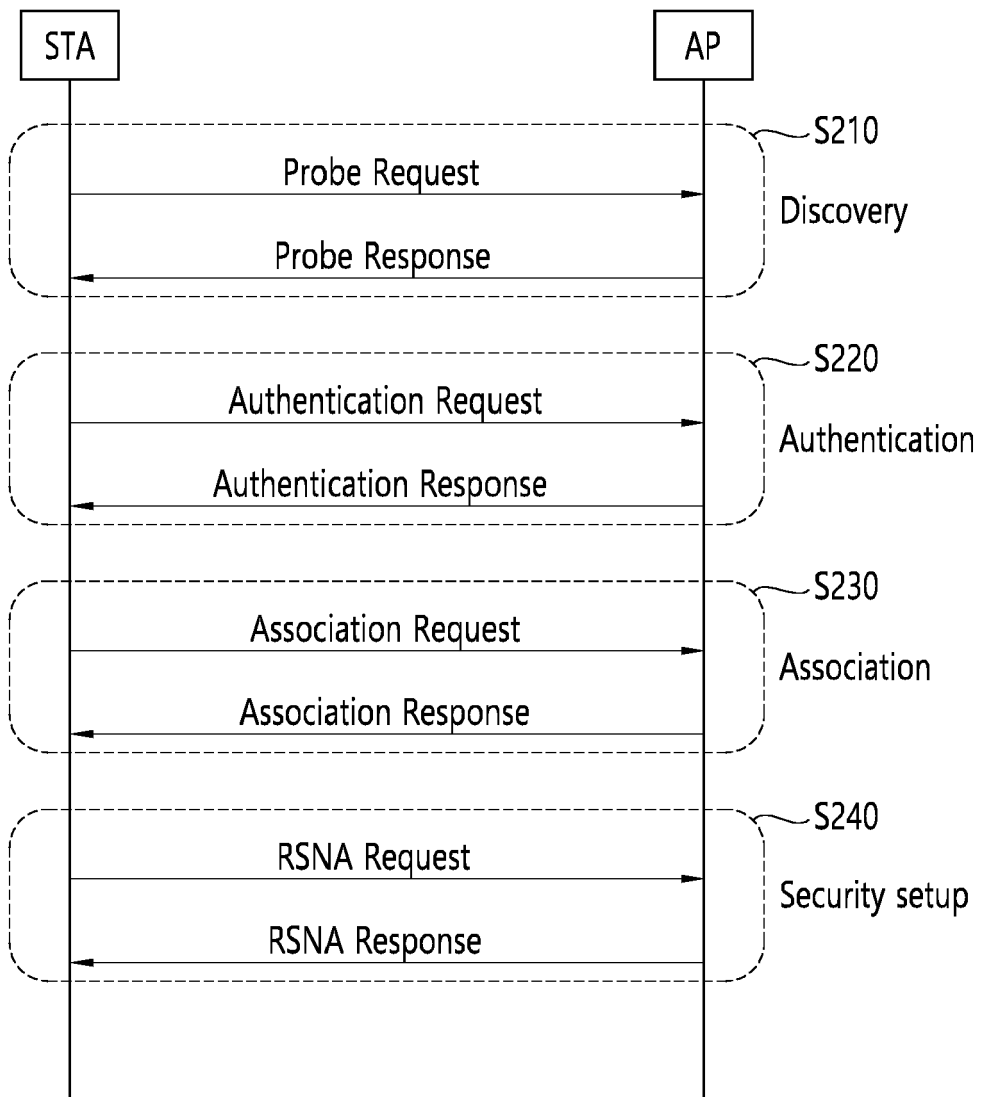 STA
AP
S210
Probe Request
Discovery
Probe Response
S220
Authentication Request
Authentication
Authentication Response
S230
Association Request
Association
Association Response
S240
RSNA Request
Security setup
RSNA Response